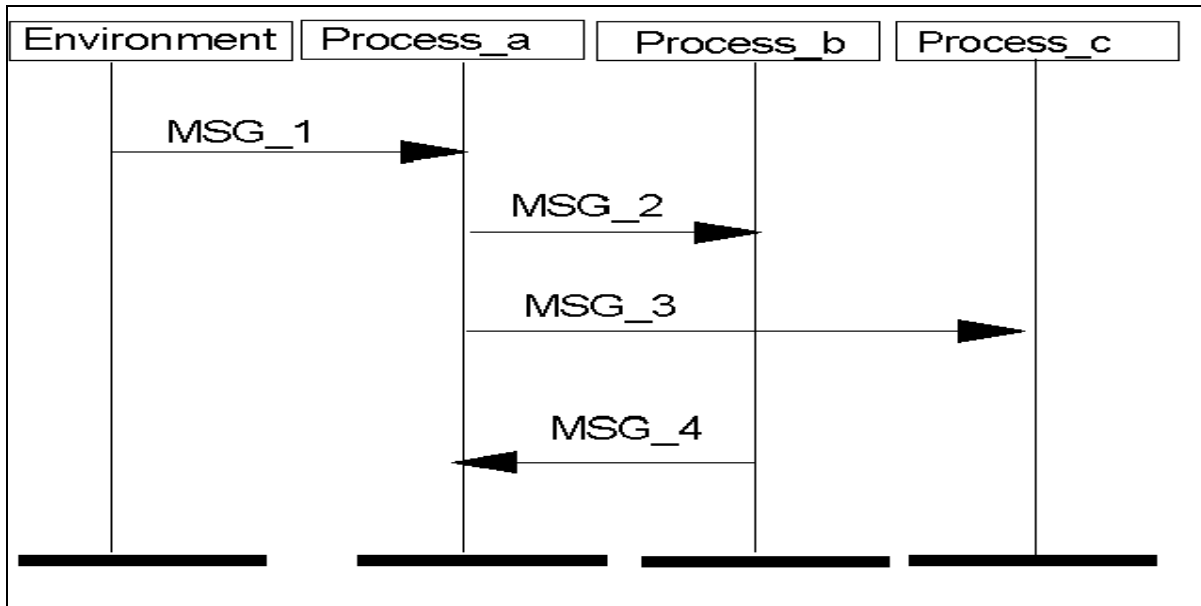 Environment
Process_a
Process_b
Process_c
MSG_1
MSG_2
MSG_3
MSG_4